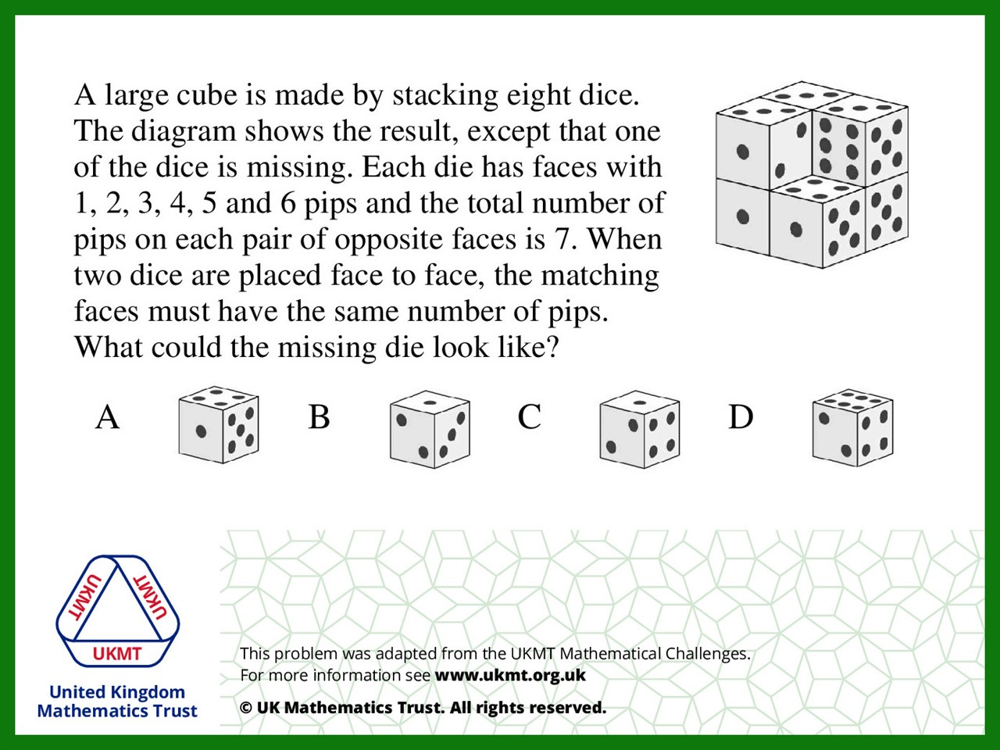 A large cube is made by stacking eight dice.
The diagram shows the result, except that one
of the dice is missing. Each die has faces with
1, 2, 3, 4, 5 and 6 pips and the total number of
pips on each pair of opposite faces is 7. When
two dice are placed face to face, the matching
faces must have the same number of pips.
What could the missing die look like?
A B C D
UKMT UKMT
UKMT
United Kingdom
Mathematics Trust
This problem was adapted from the UKMT Mathematical Challenges.
For more information see www.ukmt.org.uk
© UK Mathematics Trust. All rights reserved.